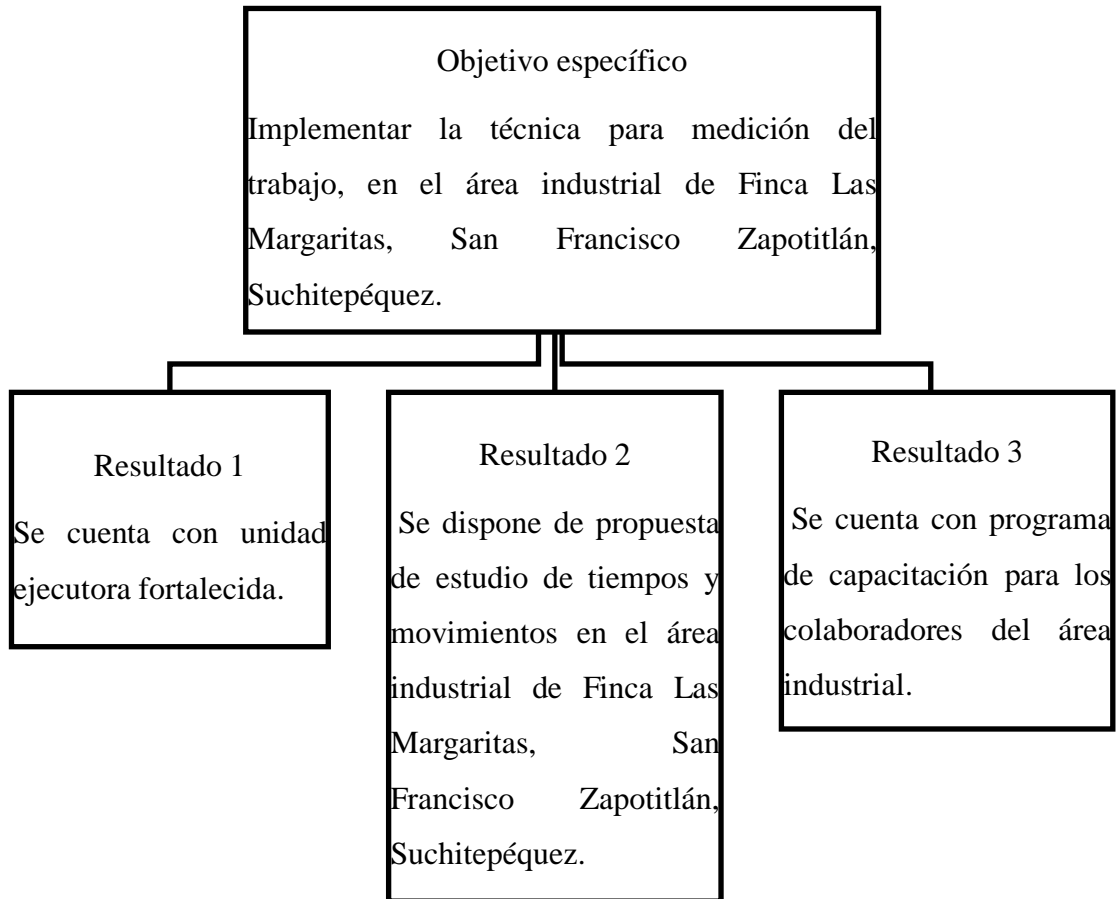 Objetivo específico
Implementar la técnica para medición del
trabajo, en el área industrial de Finca Las
Margaritas, San Francisco Zapotitlán,
Suchitepéquez.
Resultado 1
Se cuenta con unidad
ejecutora fortalecida.
Resultado 2
Se dispone de propuesta
de estudio de tiempos y
movimientos en el área
industrial de Finca Las
Margaritas, San
Francisco Zapotitlán,
Suchitepéquez.
Resultado 3
Se cuenta con programa
de capacitación para los
colaboradores del área
industrial.